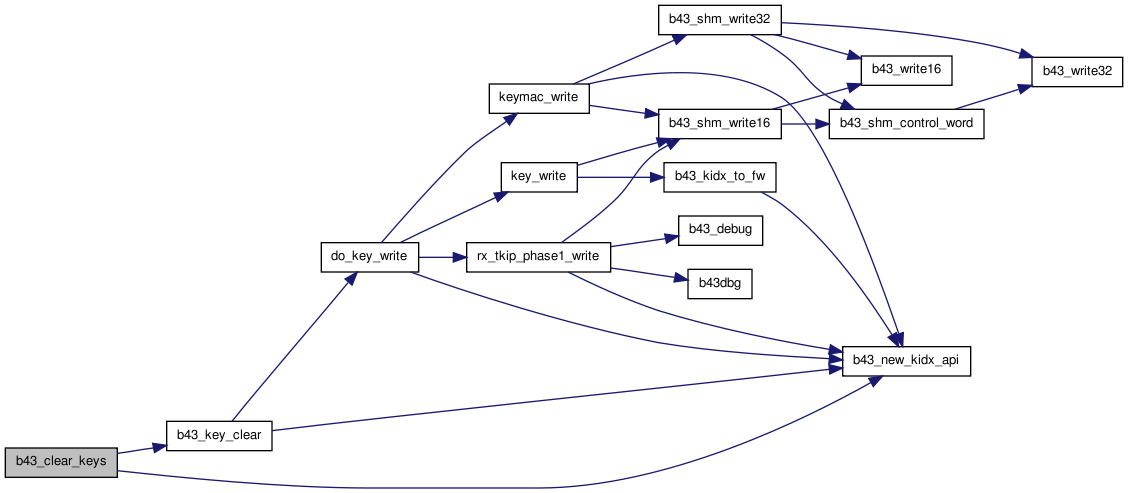 b43_shm_write32
b43_write16
b43_write32
keymac_write
b43_shm_write16
b43_shm_control_word
key_write
b43_kidx_to_fw
b43_debug
do_key_write
rx_tkip_phase1_write
b43dbg
b43_new_kidx_api
b43_key_clear
b43_clear_keys